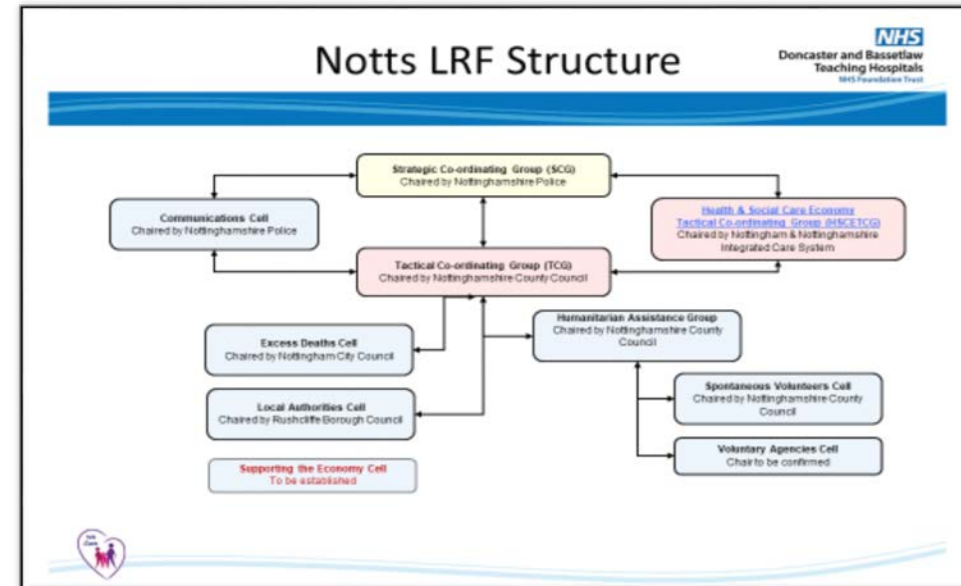 Notts LRF Structure
NHS
Doncaster and Bassetlaw
Teaching Hospitals
NHS Foundation Trust
Strategic Co-ordinating Group (SCG)
Chaired by Nottinghamshire Police
Communications Cell
Chaired by Nottinghamshire Police
Health & Social Care Economy
Tactical Co-ordinating Group (HSCETCG)
Chaired by Nottingham & Nottinghamshire
Integrated Care System
Tactical Co-ordinating Group (TCG)
Chaired by Nottinghamshire County Council
Excess Deaths Cell
Chaired by Nottingham City Council
Humanitarian Assistance Group
Chaired by Nottinghamshire County
Council
Local Authorities Cell
Chaired by Rushcliffe Borough Council
Spontaneous Volunteers Cell
Chaired by Nottinghamshire County
Council
Supporting the Economy Cell
To be established
Voluntary Agencies Cell
Chair to be confirmed